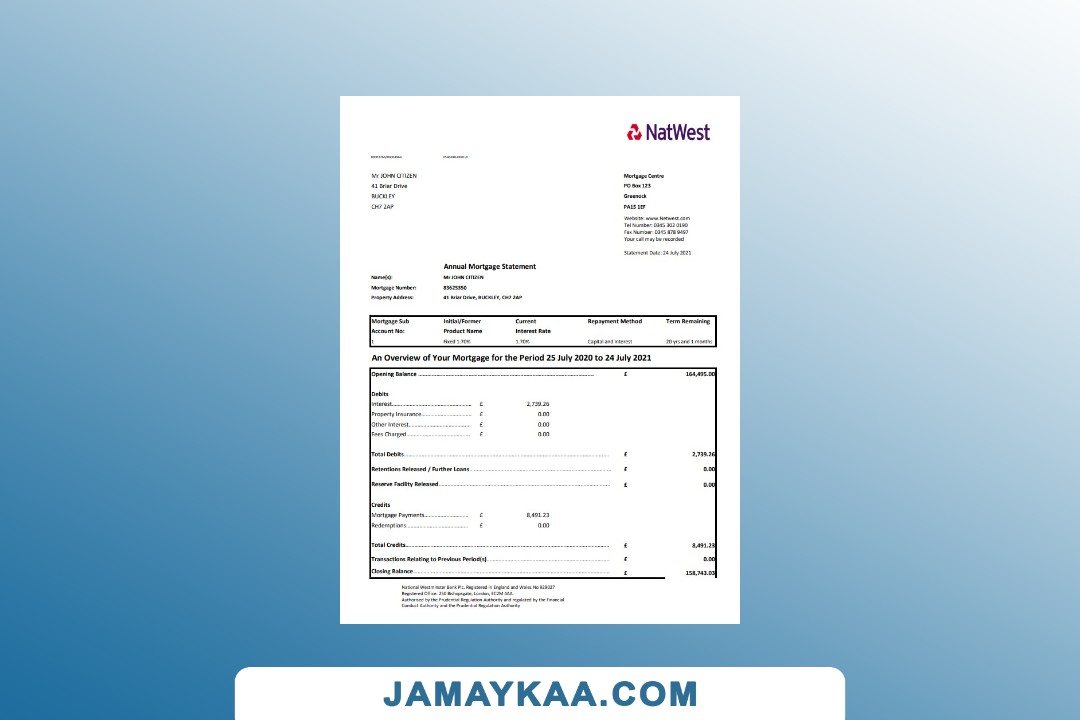 NatWest
Mr JOHN CITIZEN
41 Briar Drive
BUCKLEY
CH7 2AP
Mortgage Centre
PO Box 123
Greenock
PA15 1EF
Website: www.Netwest.com
Tel Number: 0345 302 0190
Fax Number: 0345 878 9497
Your call may be recorded
Statement Date: 24 July 2021
Annual Mortgage Statement
Name(s): Mr JOHN CITIZEN
Mortgage Number: 83625350
Property Address: 41 Briar Drive, BUCKLEY, CH7 2AP
Mortgage Sub Initial/Former Current Repayment Method Term Remaining
Account No: Product Name Interest Rate
1 Fixed 1.70% 1.70% Capital and Interest 20 yrs and 1 months
An Overview of Your Mortgage for the Period 25 July 2020 to 24 July 2021
Opening Balance £ 164,495.00
Debits
Interest £ 2,739.26
Property Insurance £ 0.00
Other Interest £ 0.00
Fees Charged £ 0.00
Total Debits £ 2,739.26
Retentions Released / Further Loans £ 0.00
Reserve Facility Released £ 0.00
Credits
Mortgage Payments £ 8,491.23
Redemptions £ 0.00
Total Credits £ 8,491.23
Transactions Relating to Previous Period(s) £ 0.00
Closing Balance £ 158,743.03
National Westminster Bank Plc. Registered in England and Wales No 929027
Registered Office: 250 Bishopsgate, London, EC2M 4AA.
Authorised by the Prudential Regulation Authority and regulated by the Financial
Conduct Authority and the Prudential Regulation Authority
JAMAYKAA.COM